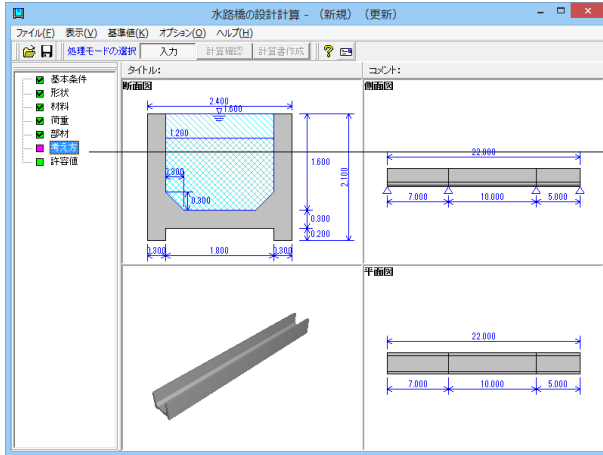 水路橋の設計計算 - (新規) (更新)
ファイル(F) 表示(V) 基準値(K) オプション(O) ヘルプ(H)
処理モードの選択 入力 計算確認 計算書作成
タイトル:
コメント:
基本条件
形状
材料
荷重
部材
考え方
許容値
断面図
2.400
1.600
1.200
0.300
0.300
1.600
2.100
0.300
0.200
0.300 1.800 0.300
側面図
22.000
7.000 10.000 5.000
平面図
22.000
7.000 10.000 5.000